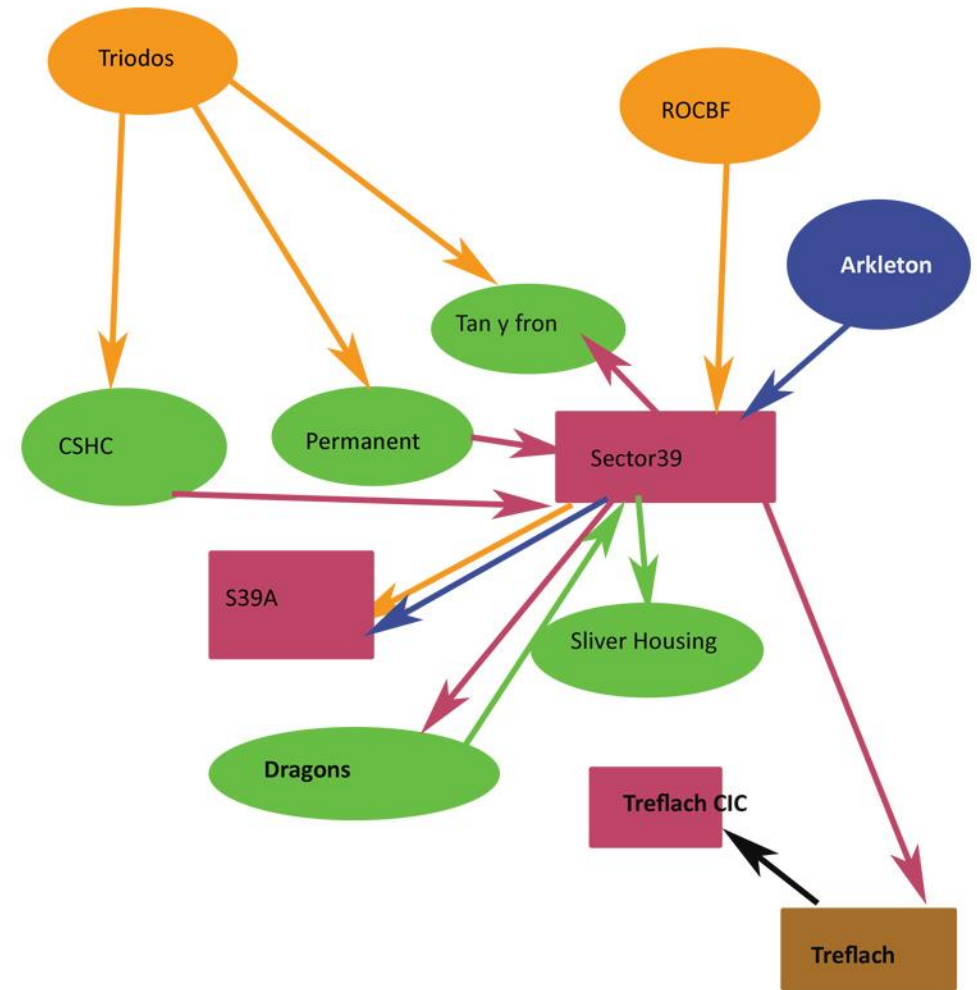 Triodos
ROCBF
Arkleton
Tan y fron
CSHC
Permanent
Sector39
S39A
Sliver Housing
Dragons
Treflach CIC
Treflach